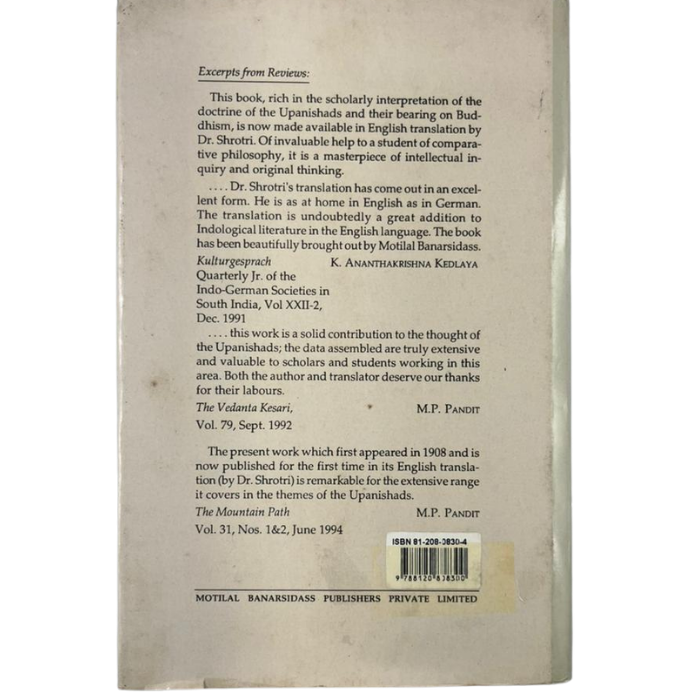 Excerpts from Reviews:
This book, rich in the scholarly interpretation of the
doctrine of the Upanishads and their bearing on Bud-
dhism, is now made available in English translation by
Dr. Shrotri. Of invaluable help to a student of compara-
tive philosophy, it is a masterpiece of intellectual in-
quiry and original thinking.
.... Dr. Shrotri's translation has come out in an excel-
lent form. He is as at home in English as in German.
The translation is undoubtedly a great addition to
Indological literature in the English language. The book
has been beautifully brought out by Motilal Banarsidass.
Kulturgesprach K. ANANTHAKRISHNA KEDLAYA
Quarterly Jr. of the
Indo-German Societies in
South India, Vol XXII-2,
Dec. 1991
.... this work is a solid contribution to the thought of
the Upanishads; the data assembled are truly extensive
and valuable to scholars and students working in this
area. Both the author and translator deserve our thanks
for their labours.
The Vedanta Kesari, M.P. PANDIT
Vol. 79, Sept. 1992
The present work which first appeared in 1908 and is
now published for the first time in its English transla-
tion (by Dr. Shrotri) is remarkable for the extensive range
it covers in the themes of the Upanishads.
The Mountain Path M.P. PANDIT
Vol. 31, Nos. 1&2, June 1994
ISBN 81-208-0830-4
9 788120 808300
MOTILAL BANARSIDASS PUBLISHERS PRIVATE LIMITED